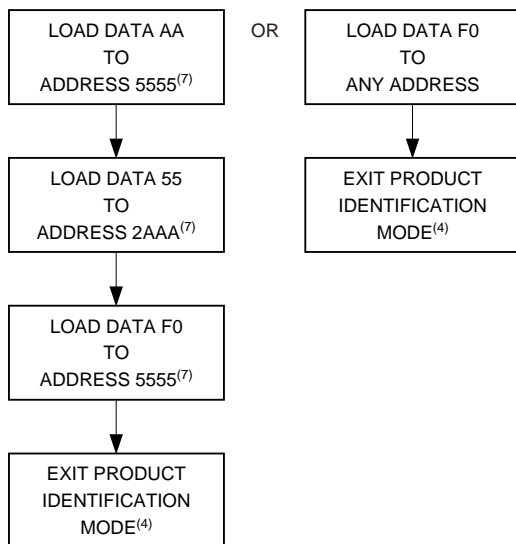 LOAD DATA AA
TO
ADDRESS 5555(7)
LOAD DATA 55
TO
ADDRESS 2AAA(7)
LOAD DATA F0
TO
ADDRESS 5555(7)
EXIT PRODUCT
IDENTIFICATION
MODE(4)
OR
LOAD DATA F0
TO
ANY ADDRESS
EXIT PRODUCT
IDENTIFICATION
MODE(4)